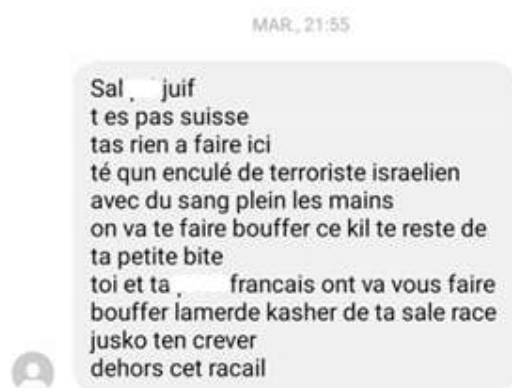 MAR., 21:55
Sal juif
t es pas suisse
tas rien a faire ici
té qun enculé de terroriste israelien
avec du sang plein les mains
on va te faire bouffer ce kil te reste de
ta petite bite
toi et ta francais ont va vous faire
bouffer lamerde kasher de ta sale race
jusko ten crever
dehors cet racail